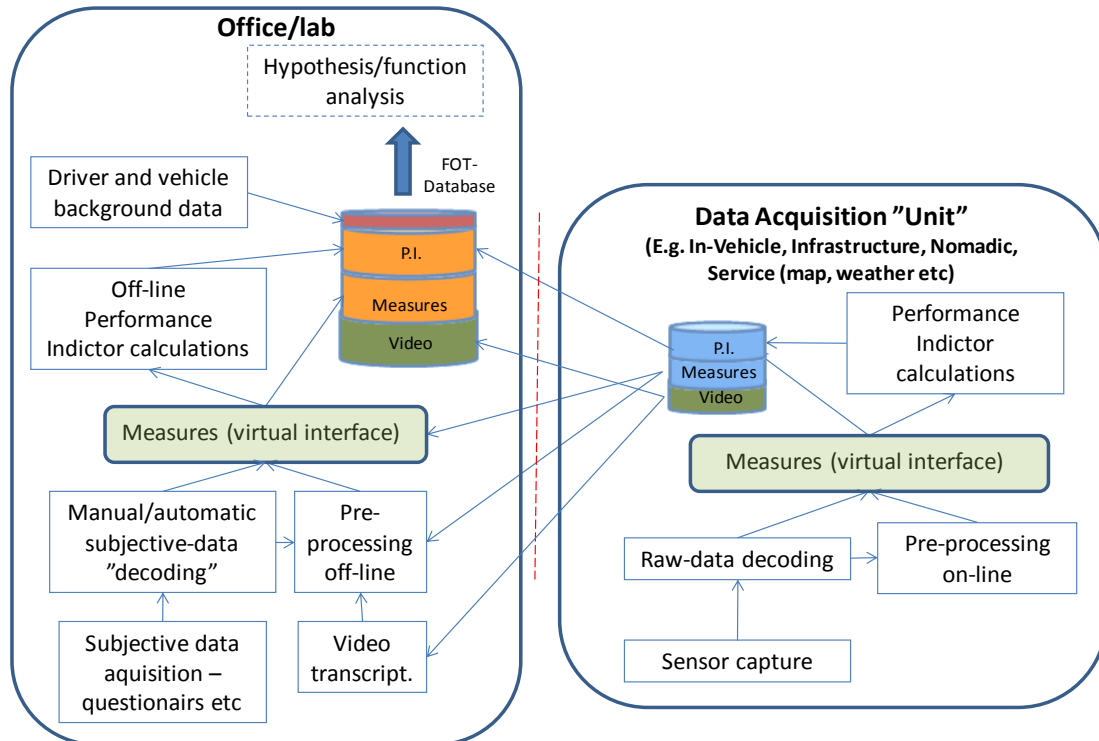 Office/lab
Hypothesis/function
analysis
FOT-
Database
Driver and vehicle
background data
P.I.
Measures
Video
Off-line
Performance
Indictor calculations
Measures (virtual interface)
Manual/automatic
subjective-data
”decoding”
Pre-
processing
off-line
Subjective data
aquisition –
questionairs etc
Video
transcript.
Data Acquisition ”Unit”
(E.g. In-Vehicle, Infrastructure, Nomadic,
Service (map, weather etc)
P.I.
Measures
Video
Performance
Indictor
calculations
Measures (virtual interface)
Raw-data decoding
Pre-processing
on-line
Sensor capture